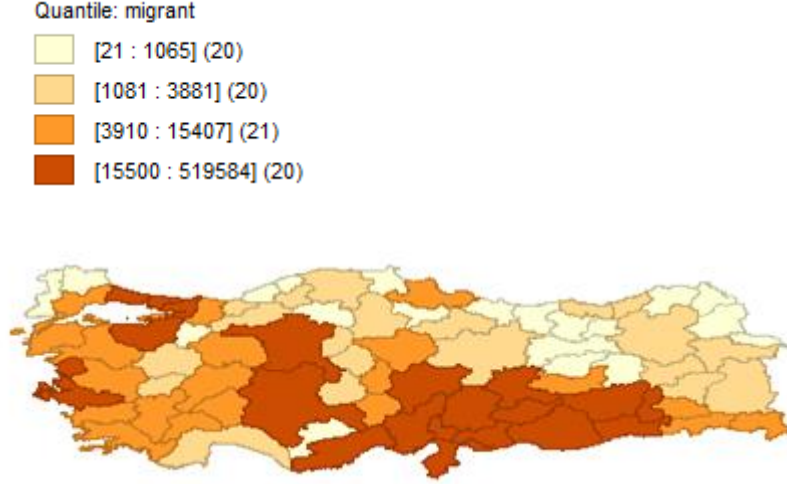 Quantile: migrant
[21 : 1065] (20)
[1081 : 3881] (20)
[3910 : 15407] (21)
[15500 : 519584] (20)